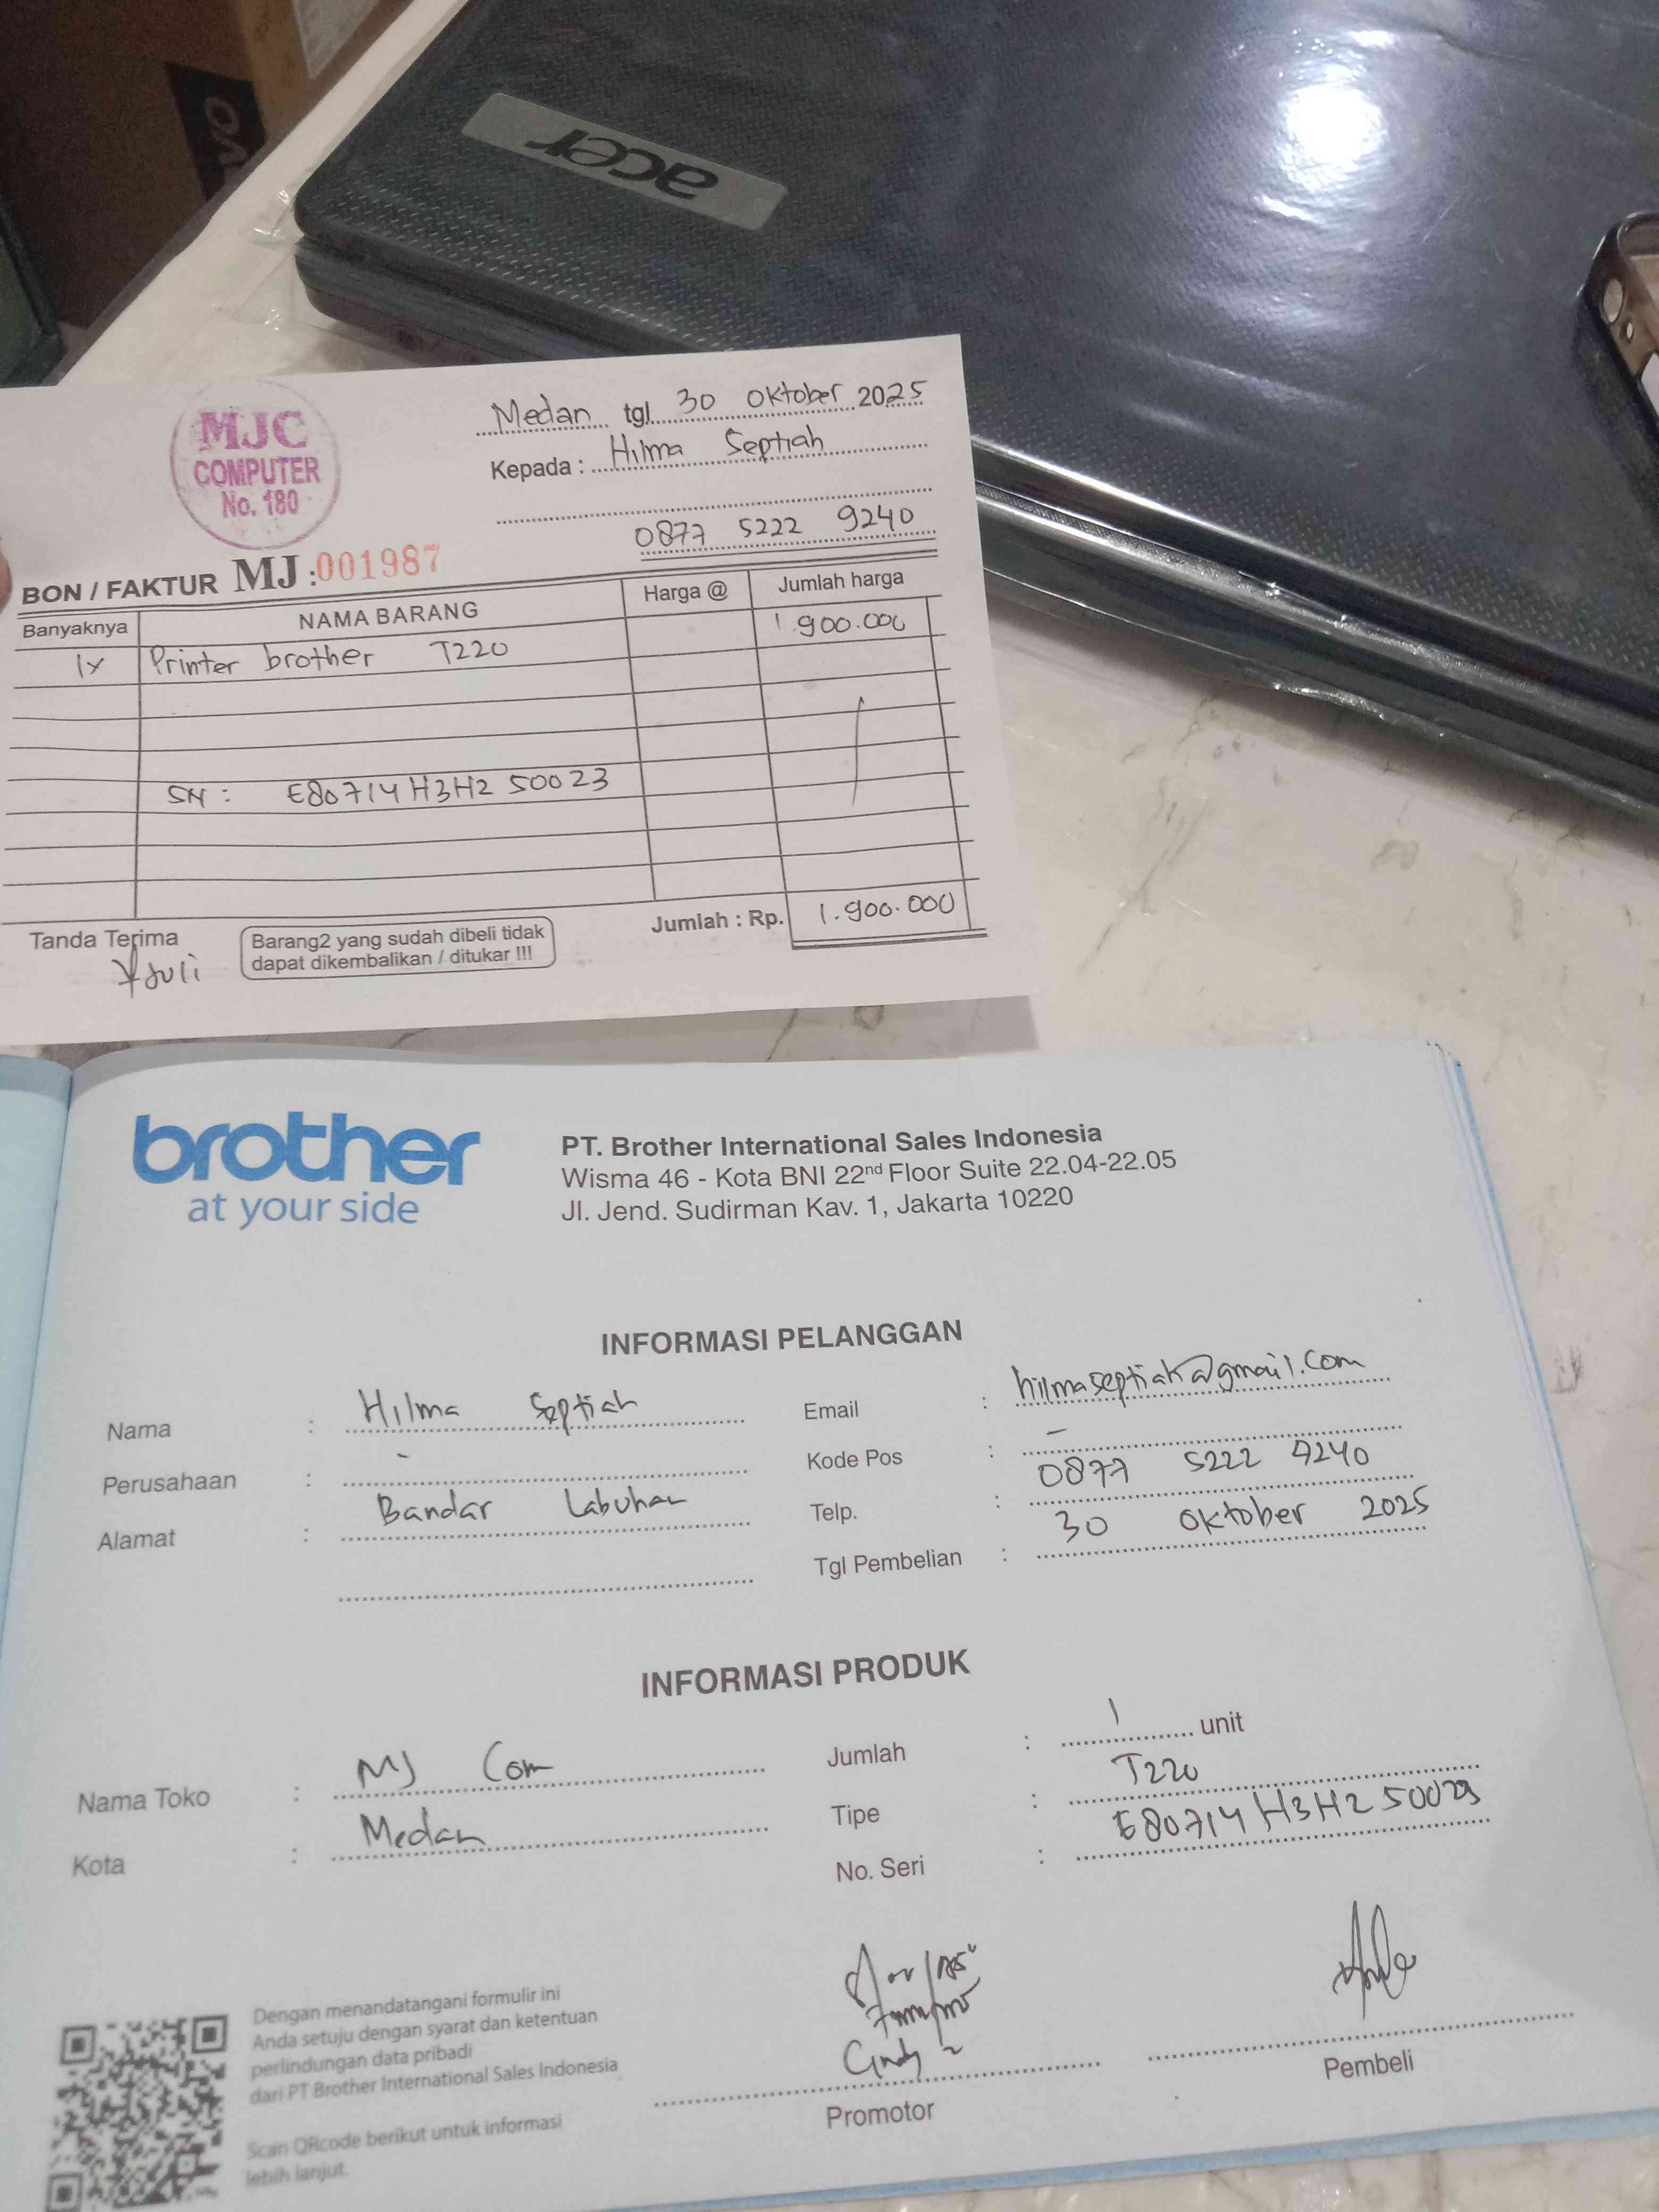 acer
MJC
COMPUTER
No. 180
Medan tgl. 30 Oktober 2025
Kepada : Hilma Septiah
0877 5222 9240
BON / FAKTUR MJ :001987
Banyaknya NAMA BARANG Harga @ Jumlah harga
1x Printer brother T220 1.900.000
SN : E80714H3H250023
Jumlah : Rp. 1.900.000
Tanda Terima
Juli
Barang2 yang sudah dibeli tidak
dapat dikembalikan / ditukar !!!
brother
at your side
PT. Brother International Sales Indonesia
Wisma 46 - Kota BNI 22nd Floor Suite 22.04-22.05
Jl. Jend. Sudirman Kav. 1, Jakarta 10220
INFORMASI PELANGGAN
Nama : Hilma Septiah
Perusahaan : -
Alamat : Bandar Labuhan
Email : hilmaseptiah@gmail.com
Kode Pos : -
Telp. : 0877 5222 9240
Tgl Pembelian : 30 Oktober 2025
INFORMASI PRODUK
Nama Toko : MJ Com
Kota : Medan
Jumlah : 1 unit
Tipe : T220
No. Seri : E80714H3H250023
Dengan menandatangani formulir ini
Anda setuju dengan syarat dan ketentuan
perlindungan data pribadi
dari PT Brother International Sales Indonesia
Scan QRcode berikut untuk informasi
lebih lanjut.
Cindy
Promotor
Pembeli